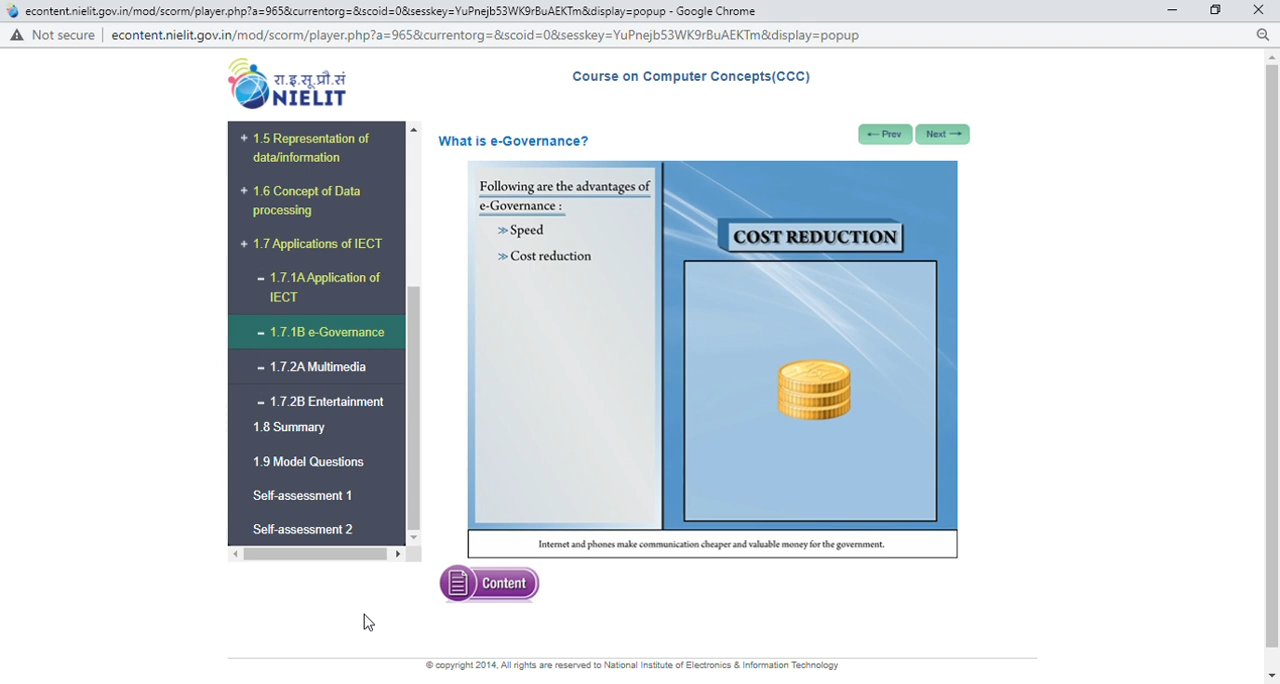 econtent.nielit.gov.in/mod/scorm/player.php?a=965&currentorg=&scoid=0&sesskey=YuPnejb53WK9rBuAEKTm&display=popup - Google Chrome
Not secure econtent.nielit.gov.in/mod/scorm/player.php?a=965&currentorg=&scoid=0&sesskey=YuPnejb53WK9rBuAEKTm&display=popup
रा.इ.सू.प्रौ.सं
NIELIT
Course on Computer Concepts(CCC)
+ 1.5 Representation of
data/information
+ 1.6 Concept of Data
processing
+ 1.7 Applications of IECT
- 1.7.1A Application of
IECT
- 1.7.1B e-Governance
- 1.7.2A Multimedia
- 1.7.2B Entertainment
1.8 Summary
1.9 Model Questions
Self-assessment 1
Self-assessment 2
What is e-Governance?
← Prev Next →
Following are the advantages of
e-Governance :
≫ Speed
≫ Cost reduction
COST REDUCTION
Internet and phones make communication cheaper and valuable money for the government.
Content
© copyright 2014, All rights are reserved to National Institute of Electronics & Information Technology